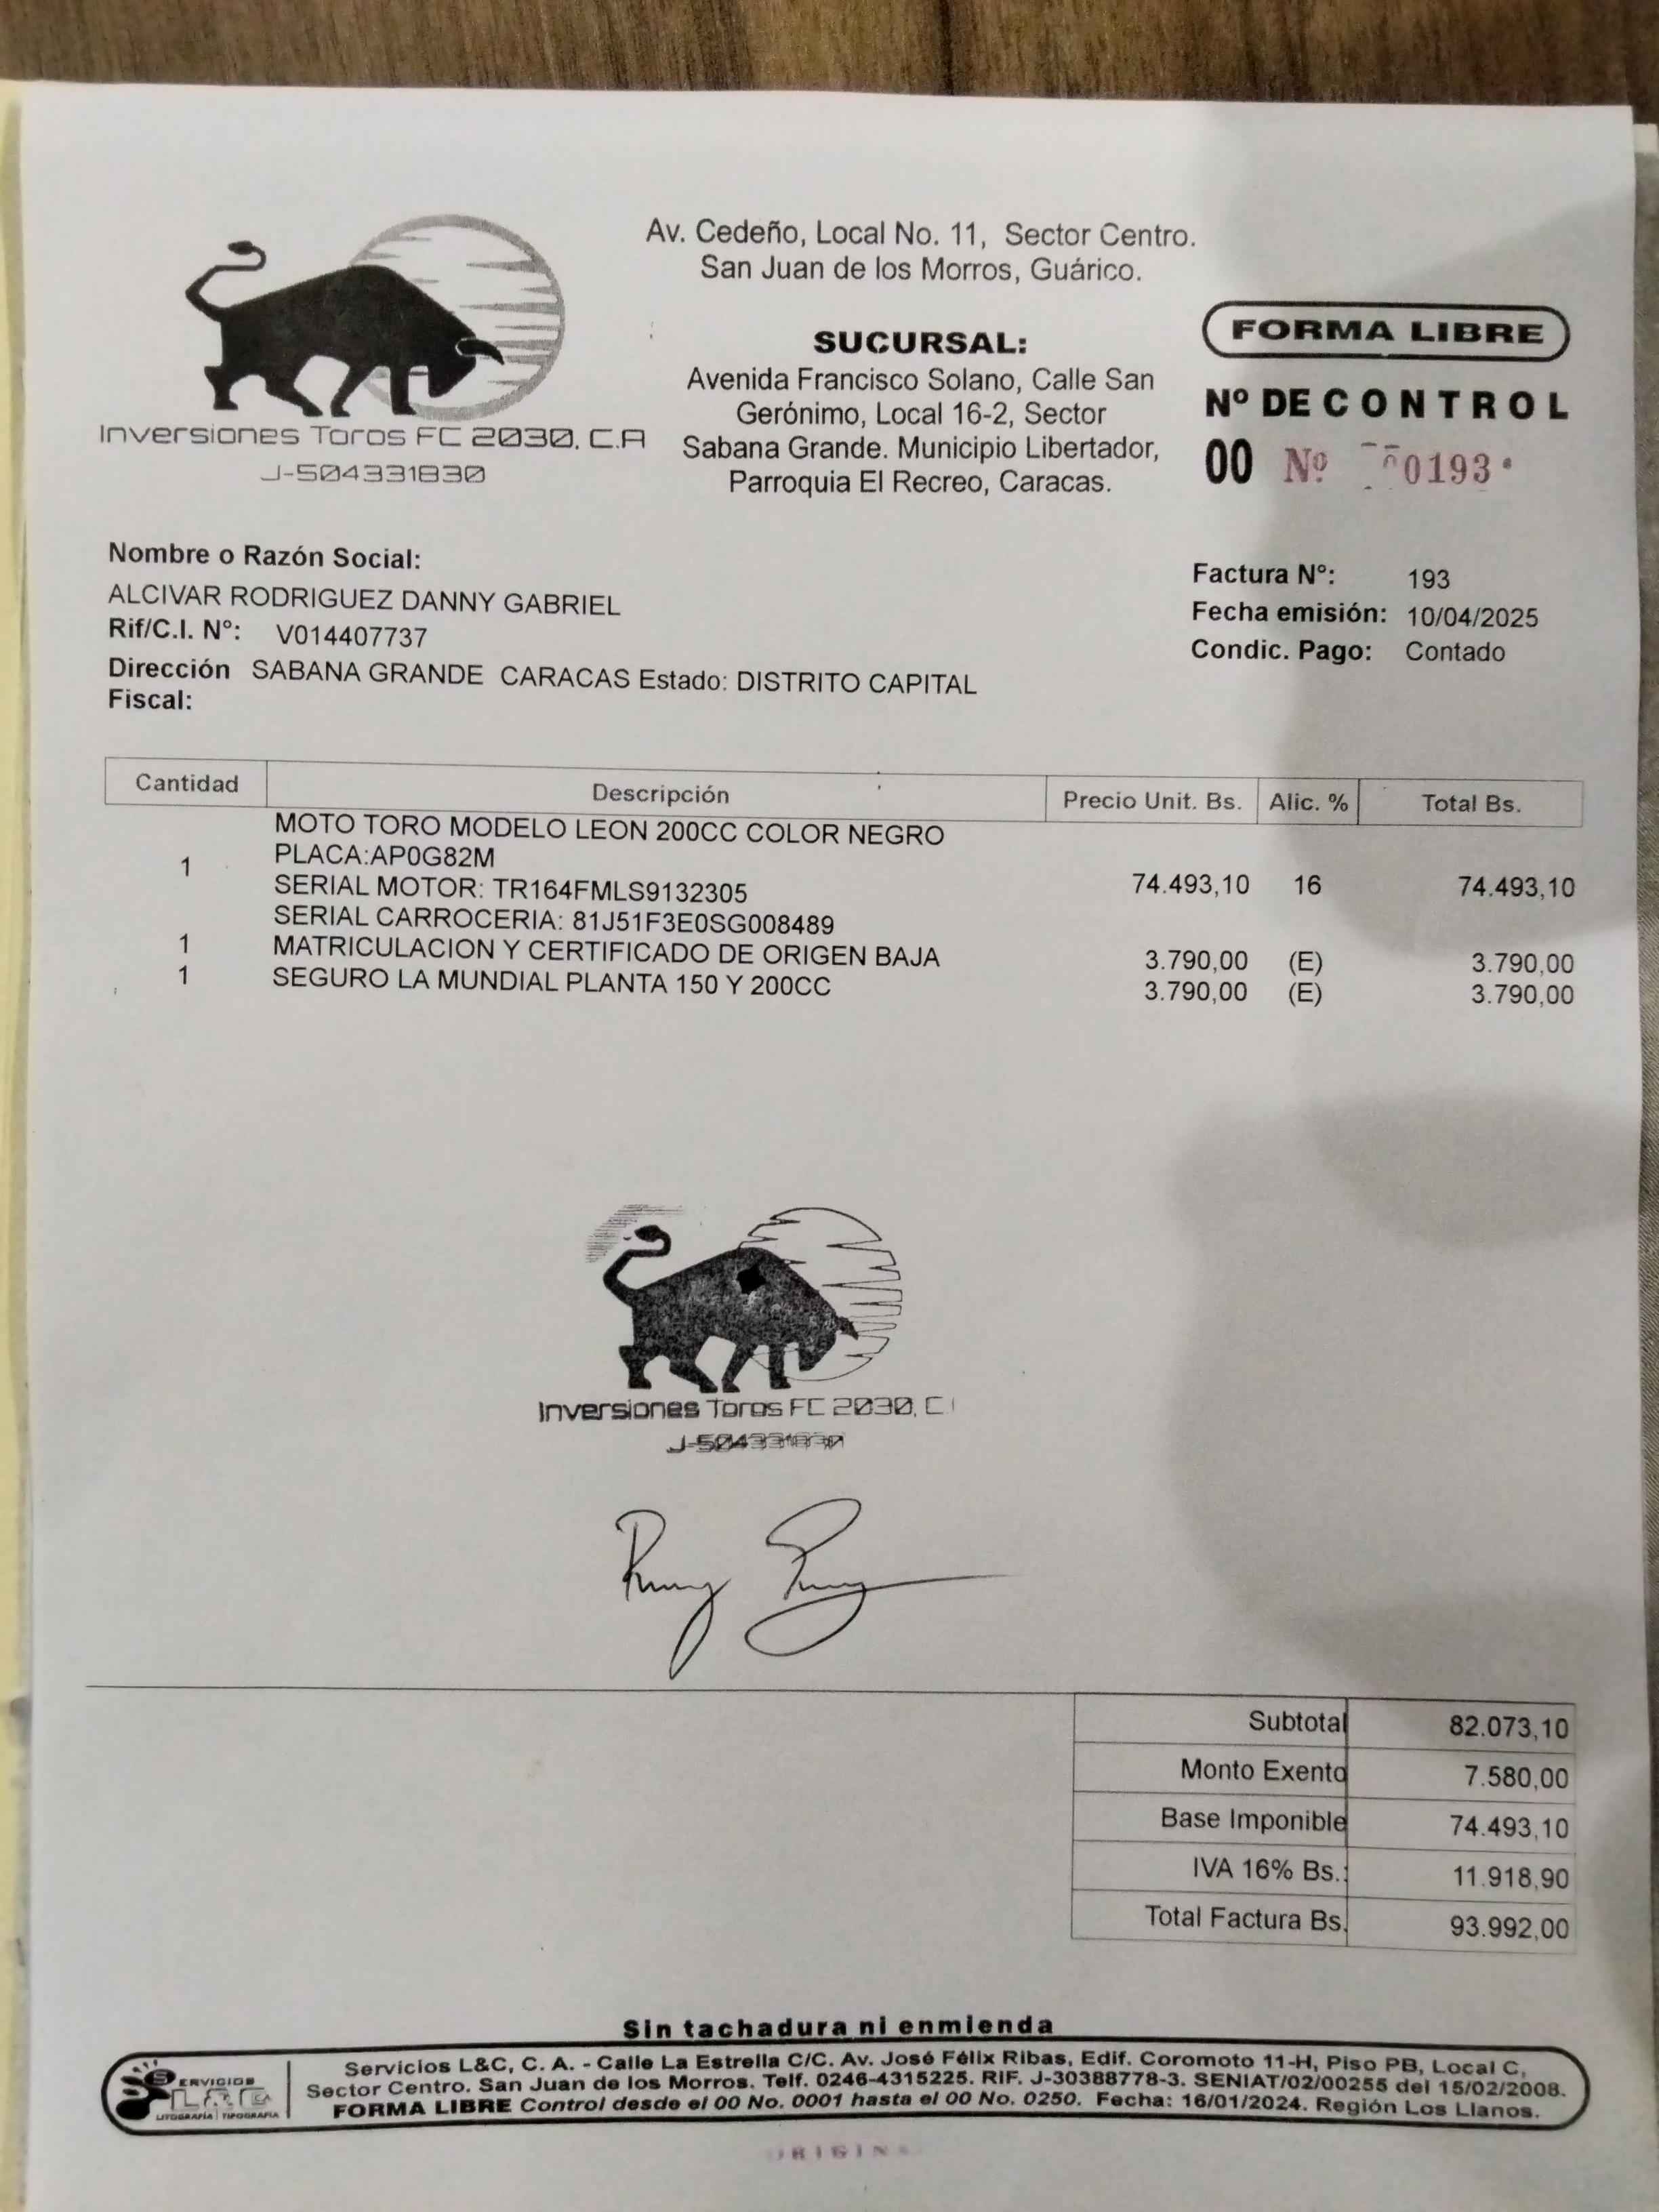 Av. Cedeño, Local No. 11, Sector Centro.
San Juan de los Morros, Guárico.
SUCURSAL:
Avenida Francisco Solano, Calle San
Gerónimo, Local 16-2, Sector
Sabana Grande. Municipio Libertador,
Parroquia El Recreo, Caracas.
Inversiones Toros FC 2030, C.A
J-504331830
FORMA LIBRE
Nº DE CONTROL
00 Nº 0193
Nombre o Razón Social:
ALCIVAR RODRIGUEZ DANNY GABRIEL
Rif/C.I. Nº: V014407737
Dirección Fiscal: SABANA GRANDE CARACAS Estado: DISTRITO CAPITAL
Factura Nº: 193
Fecha emisión: 10/04/2025
Condic. Pago: Contado
Cantidad Descripción Precio Unit. Bs. Alic. % Total Bs.
MOTO TORO MODELO LEON 200CC COLOR NEGRO
PLACA:AP0G82M
1 SERIAL MOTOR: TR164FMLS9132305 74.493,10 16 74.493,10
SERIAL CARROCERIA: 81J51F3E0SG008489
1 MATRICULACION Y CERTIFICADO DE ORIGEN BAJA 3.790,00 (E) 3.790,00
1 SEGURO LA MUNDIAL PLANTA 150 Y 200CC 3.790,00 (E) 3.790,00
Inversiones Toros FC 2030, C.
J-504331830
Subtotal 82.073,10
Monto Exento 7.580,00
Base Imponible 74.493,10
IVA 16% Bs.: 11.918,90
Total Factura Bs. 93.992,00
Sin tachadura ni enmienda
SERVICIOS L&C CA
LITOGRAFÍA | TIPOGRAFIA
Servicios L&C, C. A. - Calle La Estrella C/C. Av. José Félix Ribas, Edif. Coromoto 11-H, Piso PB, Local C,
Sector Centro. San Juan de los Morros. Telf. 0246-4315225. RIF. J-30388778-3. SENIAT/02/00255 del 15/02/2008.
FORMA LIBRE Control desde el 00 No. 0001 hasta el 00 No. 0250. Fecha: 16/01/2024. Región Los Llanos.